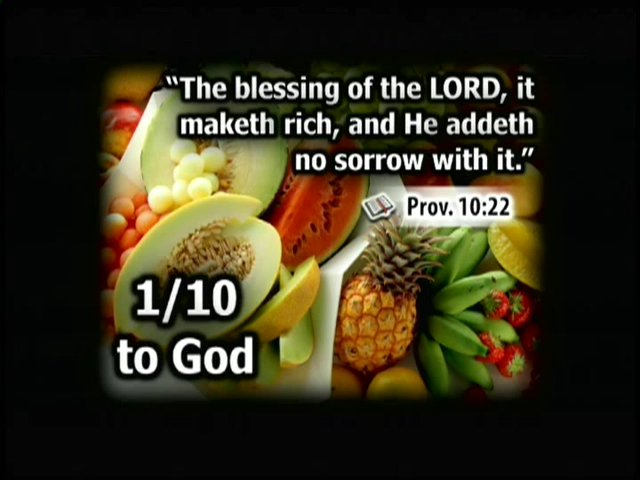 “The blessing of the LORD, it
maketh rich, and He addeth
no sorrow with it.”
Prov. 10:22
1/10
to God